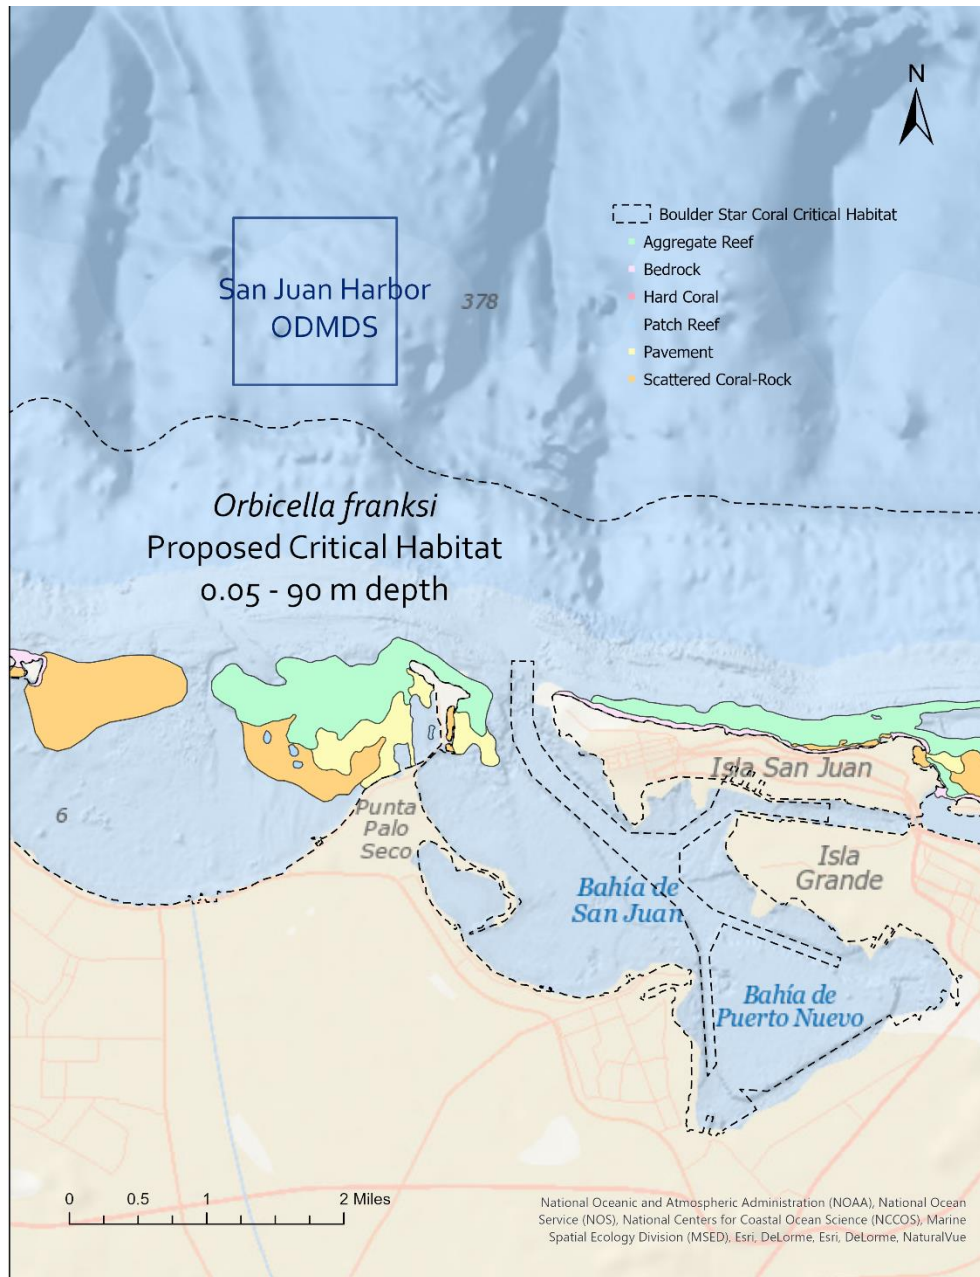 N
Boulder Star Coral Critical Habitat
Aggregate Reef
Bedrock
Hard Coral
Patch Reef
Pavement
Scattered Coral-Rock
San Juan Harbor
ODMDS
378
Orbicella franksi
Proposed Critical Habitat
0.05 - 90 m depth
Isla San Juan
6
Punta
Palo
Seco
Isla
Grande
Bahía de
San Juan
Bahía de
Puerto Nuevo
0 0.5 1 2 Miles
National Oceanic and Atmospheric Administration (NOAA), National Ocean
Service (NOS), National Centers for Coastal Ocean Science (NCCOS), Marine
Spatial Ecology Division (MSED), Esri, DeLorme, Esri, DeLorme, NaturalVue